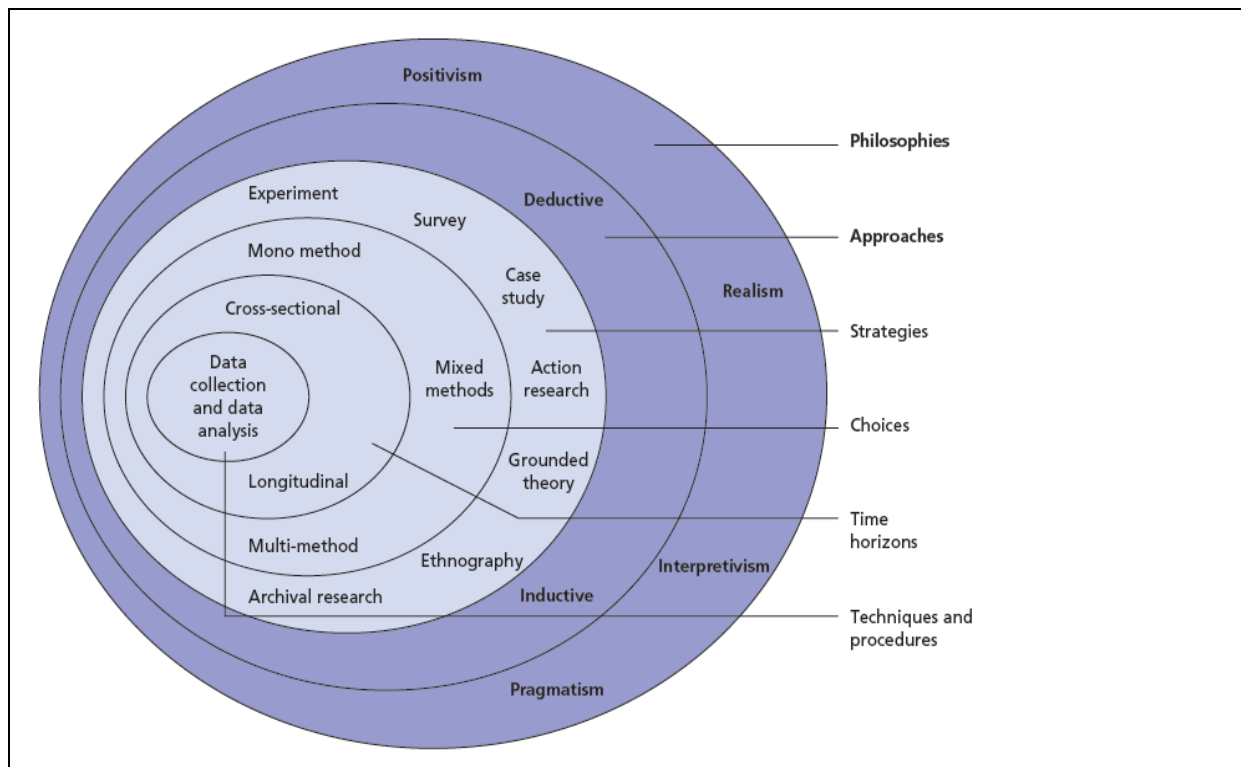 Positivism
Philosophies
Experiment
Deductive
Survey
Approaches
Mono method
Case
study
Realism
Cross-sectional
Strategies
Data
collection
and data
analysis
Mixed
methods
Action
research
Choices
Grounded
theory
Longitudinal
Time
horizons
Multi-method
Ethnography
Interpretivism
Archival research
Inductive
Techniques and
procedures
Pragmatism